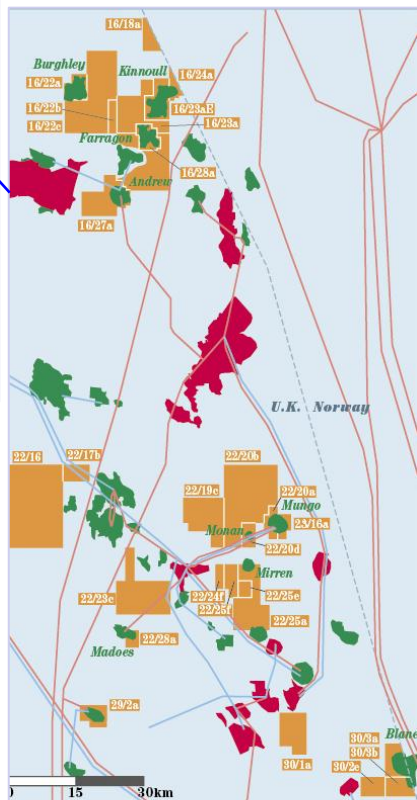 16/18a
Burghley
Kinnoull
16/24a
16/22a
16/22b
16/23aE
16/22c
16/23a
Farragon
16/28a
Andrew
16/27a
U.K. Norway
22/17b
22/16
22/20b
22/20a
22/19c
Mungo
23/16a
Monan
22/20d
Mirren
22/23c
22/24f
22/25e
22/25f
22/25a
22/28a
Madoes
29/2a
Blane
30/3a
30/3b
30/1a
30/2c
0 15 30km